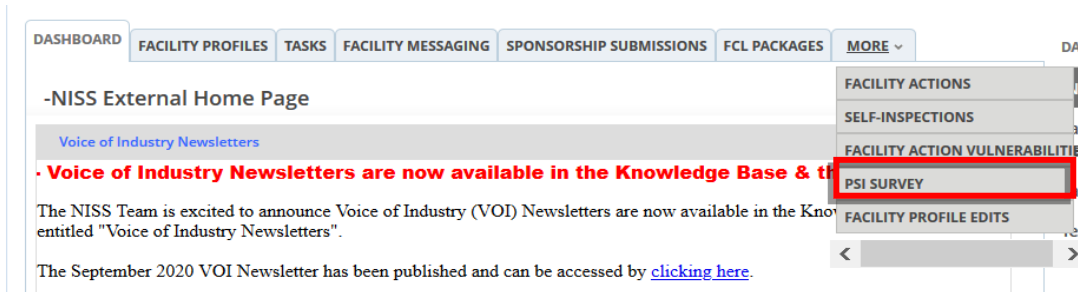 DASHBOARD FACILITY PROFILES TASKS FACILITY MESSAGING SPONSORSHIP SUBMISSIONS FCL PACKAGES MORE
-NISS External Home Page
Voice of Industry Newsletters
- Voice of Industry Newsletters are now available in the Knowledge Base &
The NISS Team is excited to announce Voice of Industry (VOI) Newsletters are now available in the
entitled "Voice of Industry Newsletters".
The September 2020 VOI Newsletter has been published and can be accessed by clicking here.
FACILITY ACTIONS
SELF-INSPECTIONS
FACILITY ACTION VULNERABILITIE
PSI SURVEY
FACILITY PROFILE EDITS